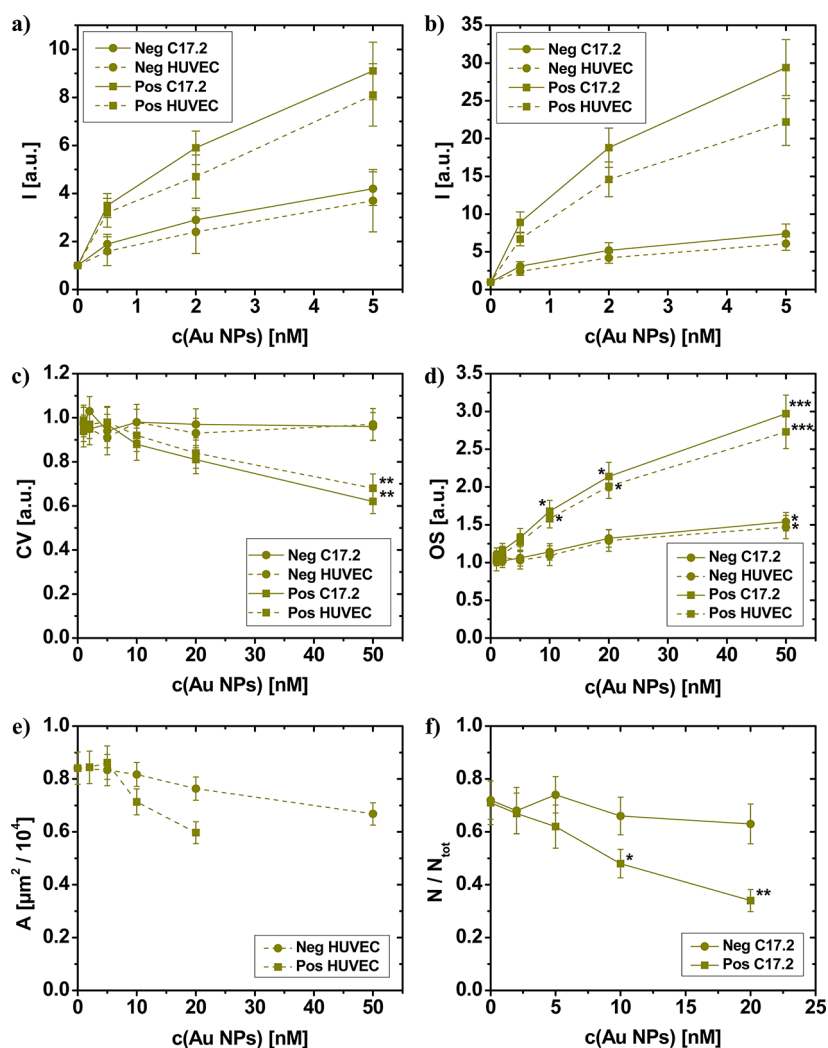 a)
I [a.u.]
11
10
8
6
4
2
0
0
1
2
3
4
5
c(Au NPs) [nM]
Neg C17.2
Neg HUVEC
Pos C17.2
Pos HUVEC
b)
I [a.u.]
35
30
25
20
15
10
5
0
0
1
2
3
4
5
c(Au NPs) [nM]
Neg C17.2
Neg HUVEC
Pos C17.2
Pos HUVEC
c)
CV [a.u.]
1.2
1.0
0.8
0.6
0.4
0.2
0.0
0
10
20
30
40
50
c(Au NPs) [nM]
**
**
Neg C17.2
Neg HUVEC
Pos C17.2
Pos HUVEC
d)
OS [a.u.]
3.5
3.0
2.5
2.0
1.5
1.0
0.5
0.0
0
10
20
30
40
50
c(Au NPs) [nM]
***
***
*
*
*
*
*
*
Neg C17.2
Neg HUVEC
Pos C17.2
Pos HUVEC
e)
A [µm² / 10⁴]
1.0
0.8
0.6
0.4
0.2
0.0
0
10
20
30
40
50
c(Au NPs) [nM]
Neg HUVEC
Pos HUVEC
f)
N / Ntot
1.0
0.8
0.6
0.4
0.2
0.0
0
5
10
15
20
25
c(Au NPs) [nM]
*
**
Neg C17.2
Pos C17.2